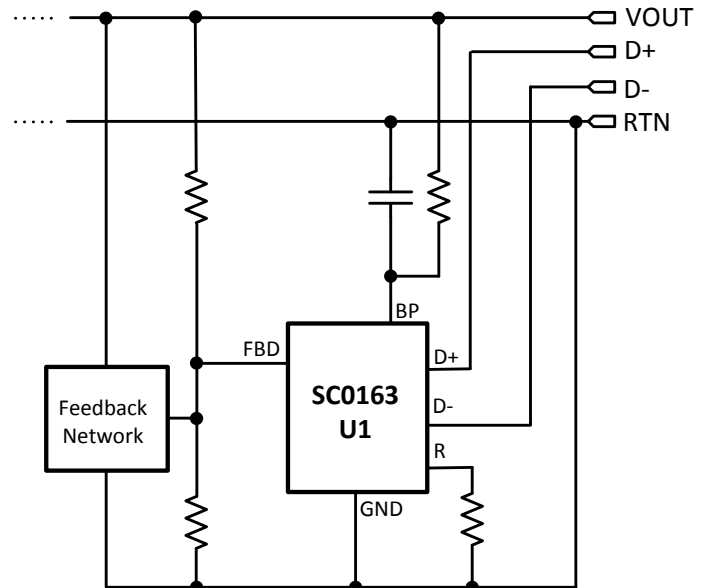 VOUT
D+
D-
RTN
BP
FBD
D+
SC0163
U1
D-
Feedback
Network
R
GND